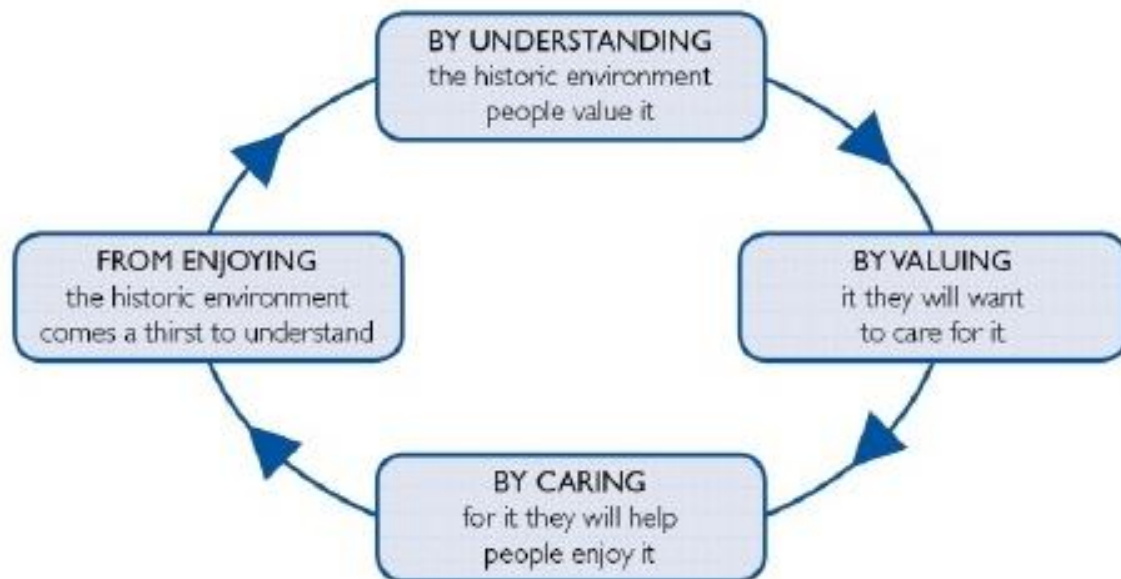 BY UNDERSTANDING
the historic environment
people value it
BY VALUING
it they will want
to care for it
BY CARING
for it they will help
people enjoy it
FROM ENJOYING
the historic environment
comes a thirst to understand